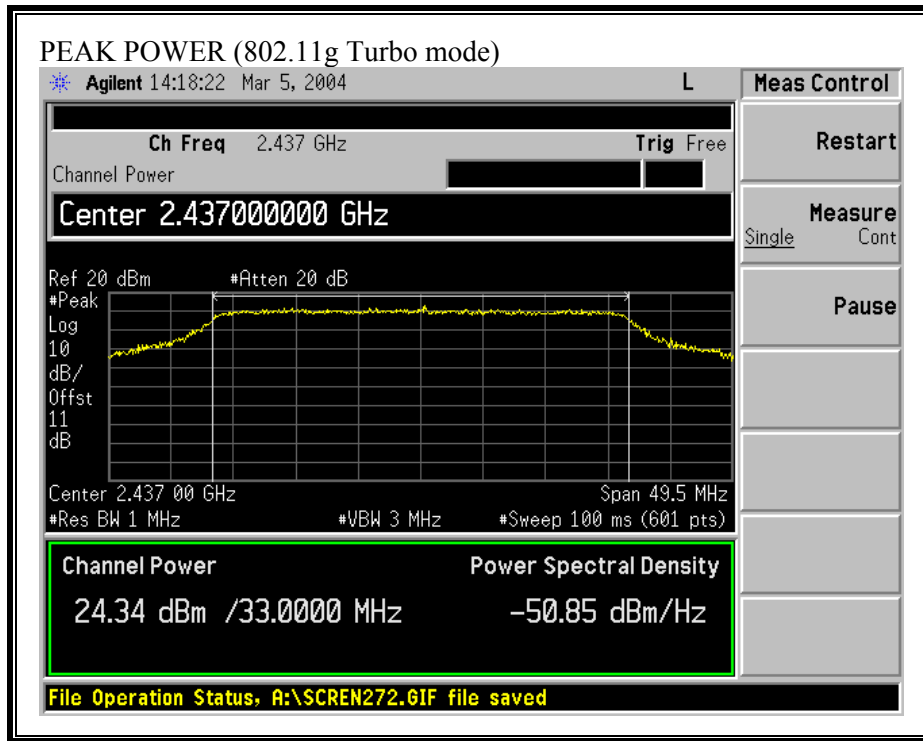 PEAK POWER (802.11g Turbo mode)
Agilent 14:18:22 Mar 5, 2004 L
Meas Control
Ch Freq 2.437 GHz Trig Free
Channel Power
Center 2.437000000 GHz
Restart
Measure
Single Cont
Pause
Ref 20 dBm #Atten 20 dB
#Peak
Log
10
dB/
Offst
11
dB
Center 2.437 00 GHz Span 49.5 MHz
#Res BW 1 MHz #VBW 3 MHz #Sweep 100 ms (601 pts)
Channel Power Power Spectral Density
24.34 dBm /33.0000 MHz -50.85 dBm/Hz
File Operation Status, A:\SCREN272.GIF file saved